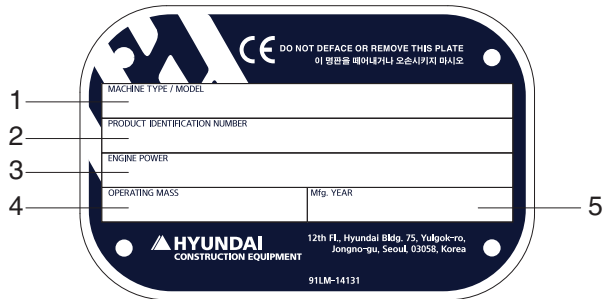 CE DO NOT DEFACE OR REMOVE THIS PLATE
이 명판을 떼어내거나 오손시키지 마시오
1 MACHINE TYPE / MODEL
2 PRODUCT IDENTIFICATION NUMBER
3 ENGINE POWER
4 OPERATING MASS Mfg. YEAR 5
HYUNDAI
CONSTRUCTION EQUIPMENT
12th Fl., Hyundai Bldg. 75, Yulgok-ro,
Jongno-gu, Seoul, 03058, Korea
91LM-14131